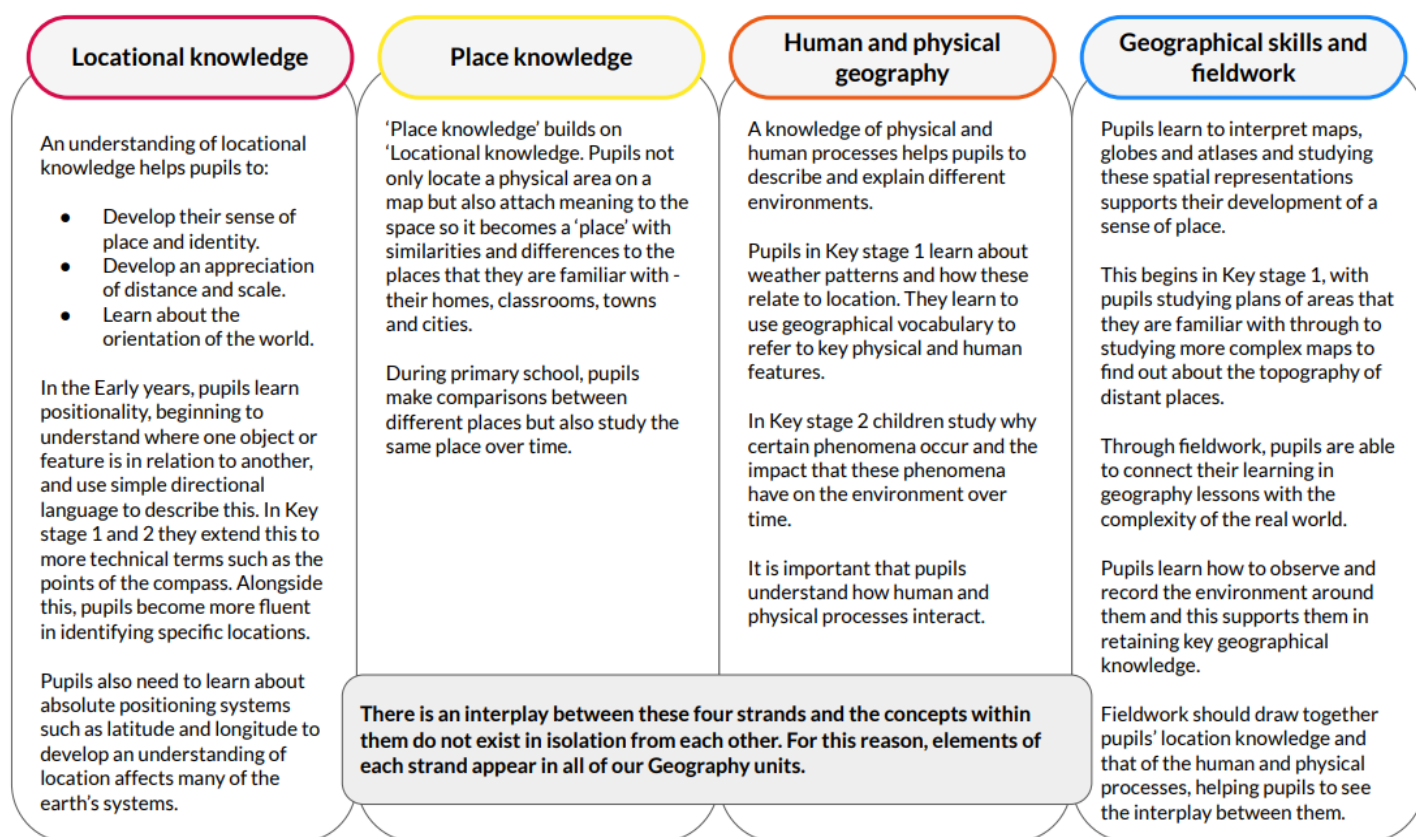 Locational knowledge
An understanding of locational
knowledge helps pupils to:
● Develop their sense of
place and identity.
● Develop an appreciation
of distance and scale.
● Learn about the
orientation of the world.
In the Early years, pupils learn
positionality, beginning to
understand where one object or
feature is in relation to another,
and use simple directional
language to describe this. In Key
stage 1 and 2 they extend this to
more technical terms such as the
points of the compass. Alongside
this, pupils become more fluent
in identifying specific locations.
Pupils also need to learn about
absolute positioning systems
such as latitude and longitude to
develop an understanding of
location affects many of the
earth's systems.
Place knowledge
‘Place knowledge’ builds on
‘Locational knowledge. Pupils not
only locate a physical area on a
map but also attach meaning to the
space so it becomes a ‘place’ with
similarities and differences to the
places that they are familiar with -
their homes, classrooms, towns
and cities.
During primary school, pupils
make comparisons between
different places but also study the
same place over time.
Human and physical
geography
A knowledge of physical and
human processes helps pupils to
describe and explain different
environments.
Pupils in Key stage 1 learn about
weather patterns and how these
relate to location. They learn to
use geographical vocabulary to
refer to key physical and human
features.
In Key stage 2 children study why
certain phenomena occur and the
impact that these phenomena
have on the environment over
time.
It is important that pupils
understand how human and
physical processes interact.
Geographical skills and
fieldwork
Pupils learn to interpret maps,
globes and atlases and studying
these spatial representations
supports their development of a
sense of place.
This begins in Key stage 1, with
pupils studying plans of areas that
they are familiar with through to
studying more complex maps to
find out about the topography of
distant places.
Through fieldwork, pupils are able
to connect their learning in
geography lessons with the
complexity of the real world.
Pupils learn how to observe and
record the environment around
them and this supports them in
retaining key geographical
knowledge.
Fieldwork should draw together
pupils' location knowledge and
that of the human and physical
processes, helping pupils to see
the interplay between them.
There is an interplay between these four strands and the concepts within
them do not exist in isolation from each other. For this reason, elements of
each strand appear in all of our Geography units.